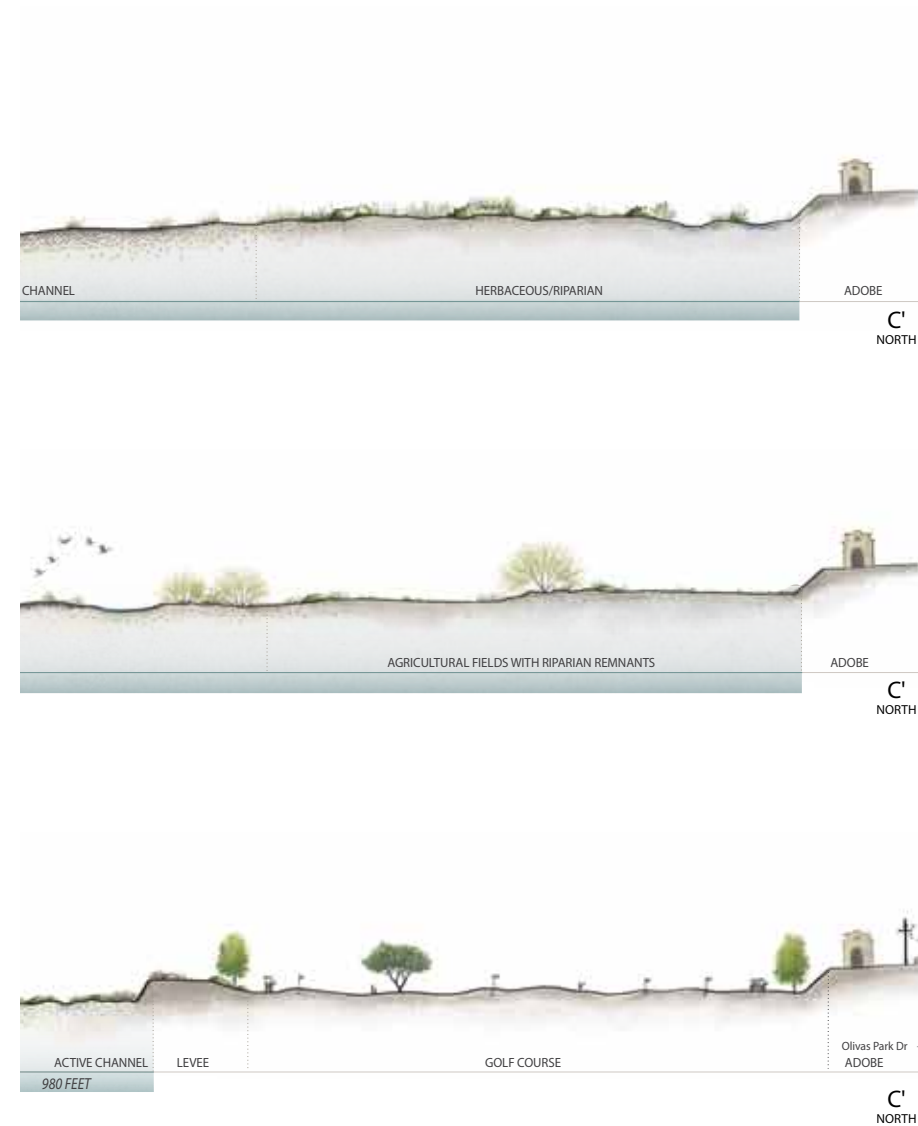 CHANNEL
HERBACEOUS/RIPARIAN
ADOBE
C'
NORTH
AGRICULTURAL FIELDS WITH RIPARIAN REMNANTS
ADOBE
C'
NORTH
Olivas Park Dr
ACTIVE CHANNEL
LEVEE
GOLF COURSE
ADOBE
980 FEET
C'
NORTH